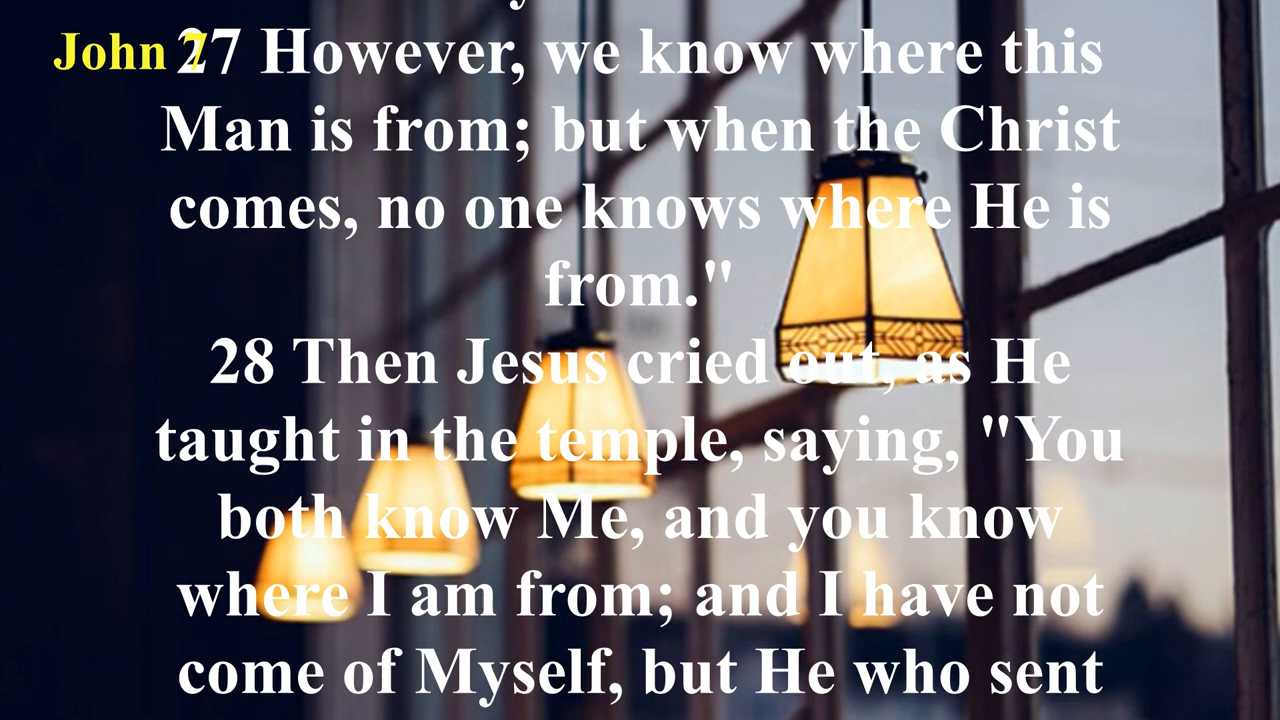 John 7
27 However, we know where this
Man is from; but when the Christ
comes, no one knows where He is
from."
28 Then Jesus cried out, as He
taught in the temple, saying, "You
both know Me, and you know
where I am from; and I have not
come of Myself, but He who sent